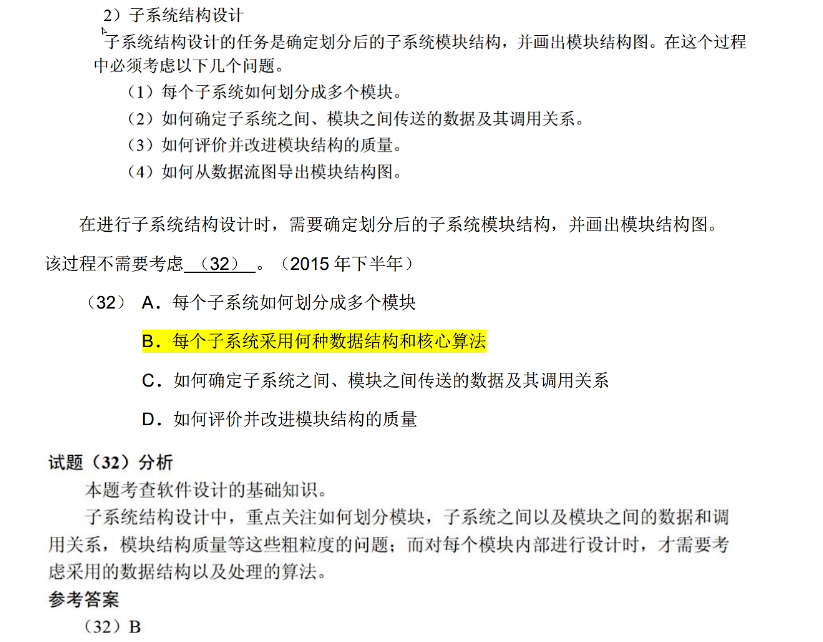 2）子系统结构设计
子系统结构设计的任务是确定划分后的子系统模块结构，并画出模块结构图。在这个过程
中必须考虑以下几个问题。
（1）每个子系统如何划分成多个模块。
（2）如何确定子系统之间、模块之间传送的数据及其调用关系。
（3）如何评价并改进模块结构的质量。
（4）如何从数据流图导出模块结构图。
在进行子系统结构设计时，需要确定划分后的子系统模块结构，并画出模块结构图。
该过程不需要考虑（32）。（2015年下半年）
（32） A．每个子系统如何划分成多个模块
B．每个子系统采用何种数据结构和核心算法
C．如何确定子系统之间、模块之间传送的数据及其调用关系
D．如何评价并改进模块结构的质量
试题（32）分析
本题考查软件设计的基础知识。
子系统结构设计中，重点关注如何划分模块，子系统之间以及模块之间的数据和调
用关系，模块结构质量等这些粗粒度的问题；而对每个模块内部进行设计时，才需要考
虑采用的数据结构以及处理的算法。
参考答案
（32）B